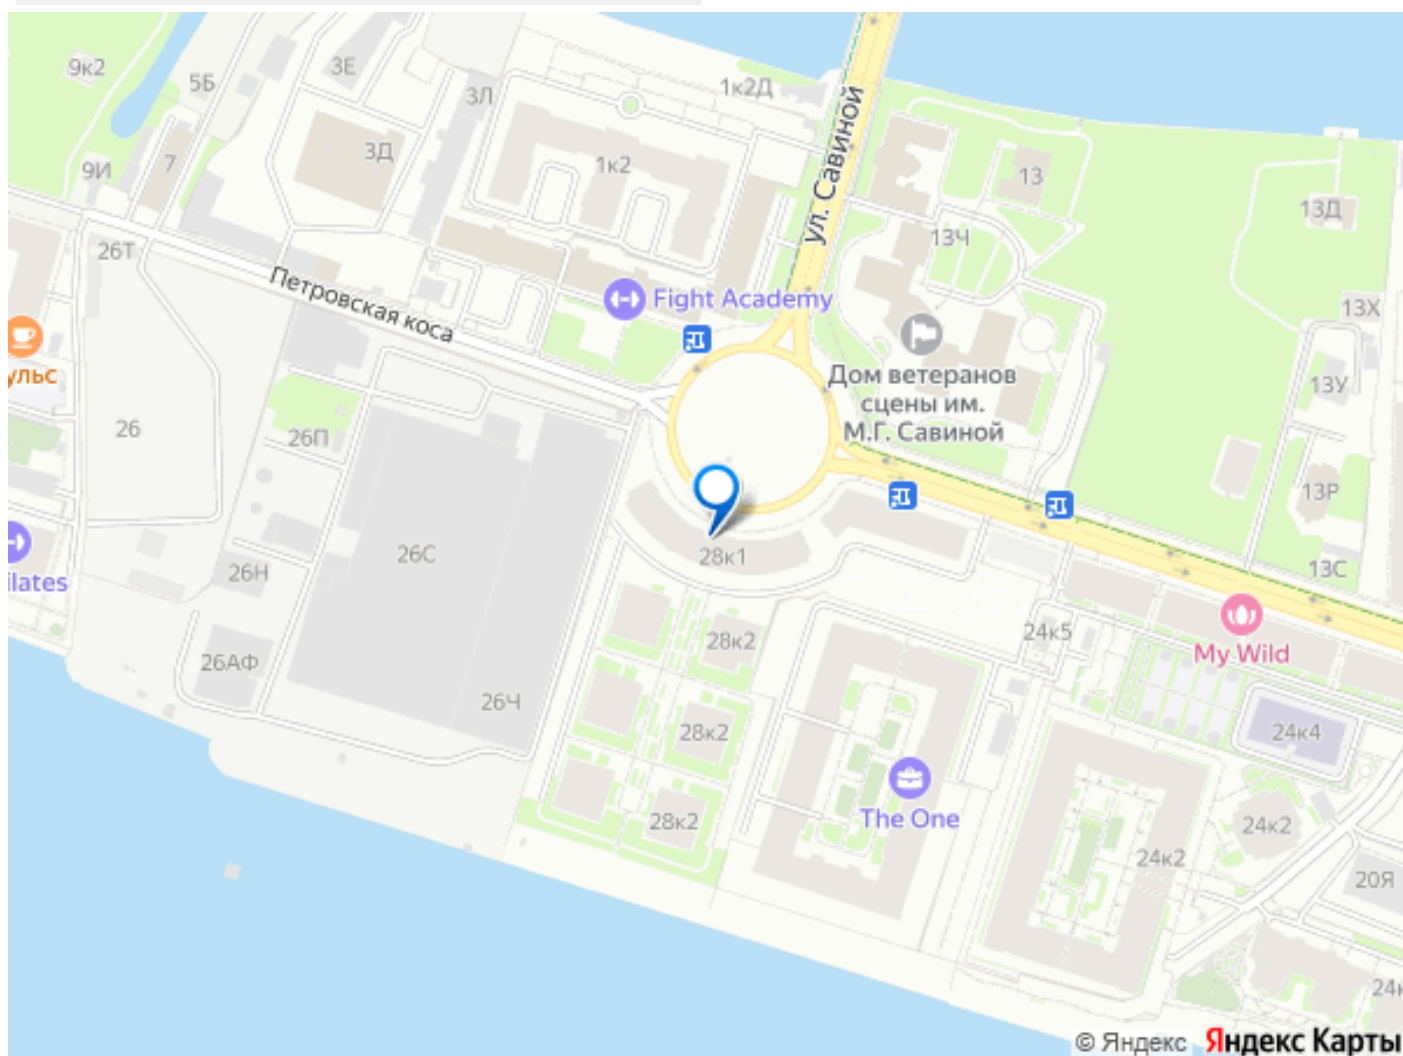 9к2
3Е
5Б
3Л
1к2Д
ул. Савиной
3Д
1к2
13
9И
7
13Д
13Ч
26Т
Петровская коса
Fight Academy
13Х
ульс
Дом ветеранов
сцены им.
М.Г. Савиной
13У
26
26П
13Р
26С
28к1
26Н
13С
ilates
28к2
24к5
My Wild
26АФ
26Ч
28к2
24к4
The One
28к2
24к2
24к2
20Я
24к
© Яндекс
Яндекс Карты